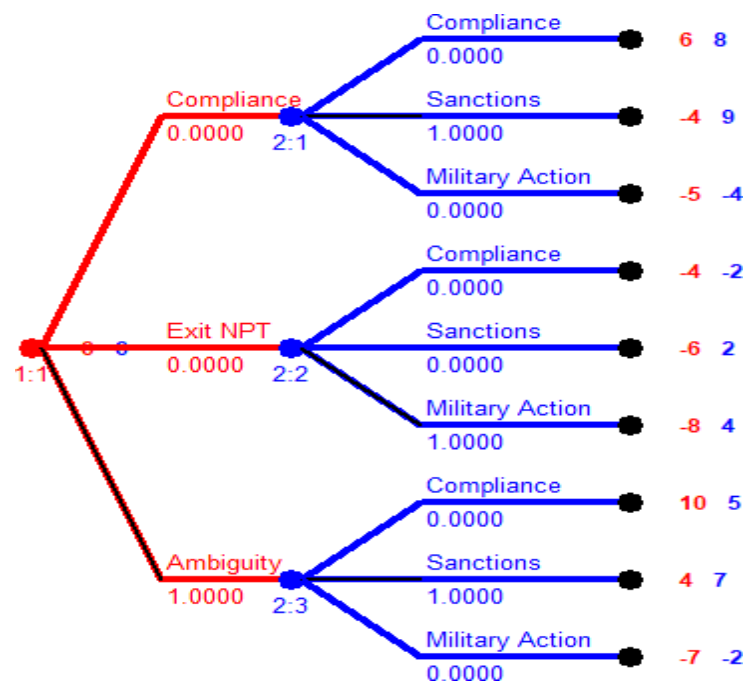 Compliance
0.0000
6 8
Compliance
0.0000
2:1
Sanctions
1.0000
-4 9
Military Action
0.0000
-5 -4
1:1
Exit NPT
0.0000
2:2
Compliance
0.0000
-4 -2
Sanctions
0.0000
-6 2
Military Action
1.0000
-8 4
Ambiguity
1.0000
2:3
Compliance
0.0000
10 5
Sanctions
1.0000
4 7
Military Action
0.0000
-7 -2